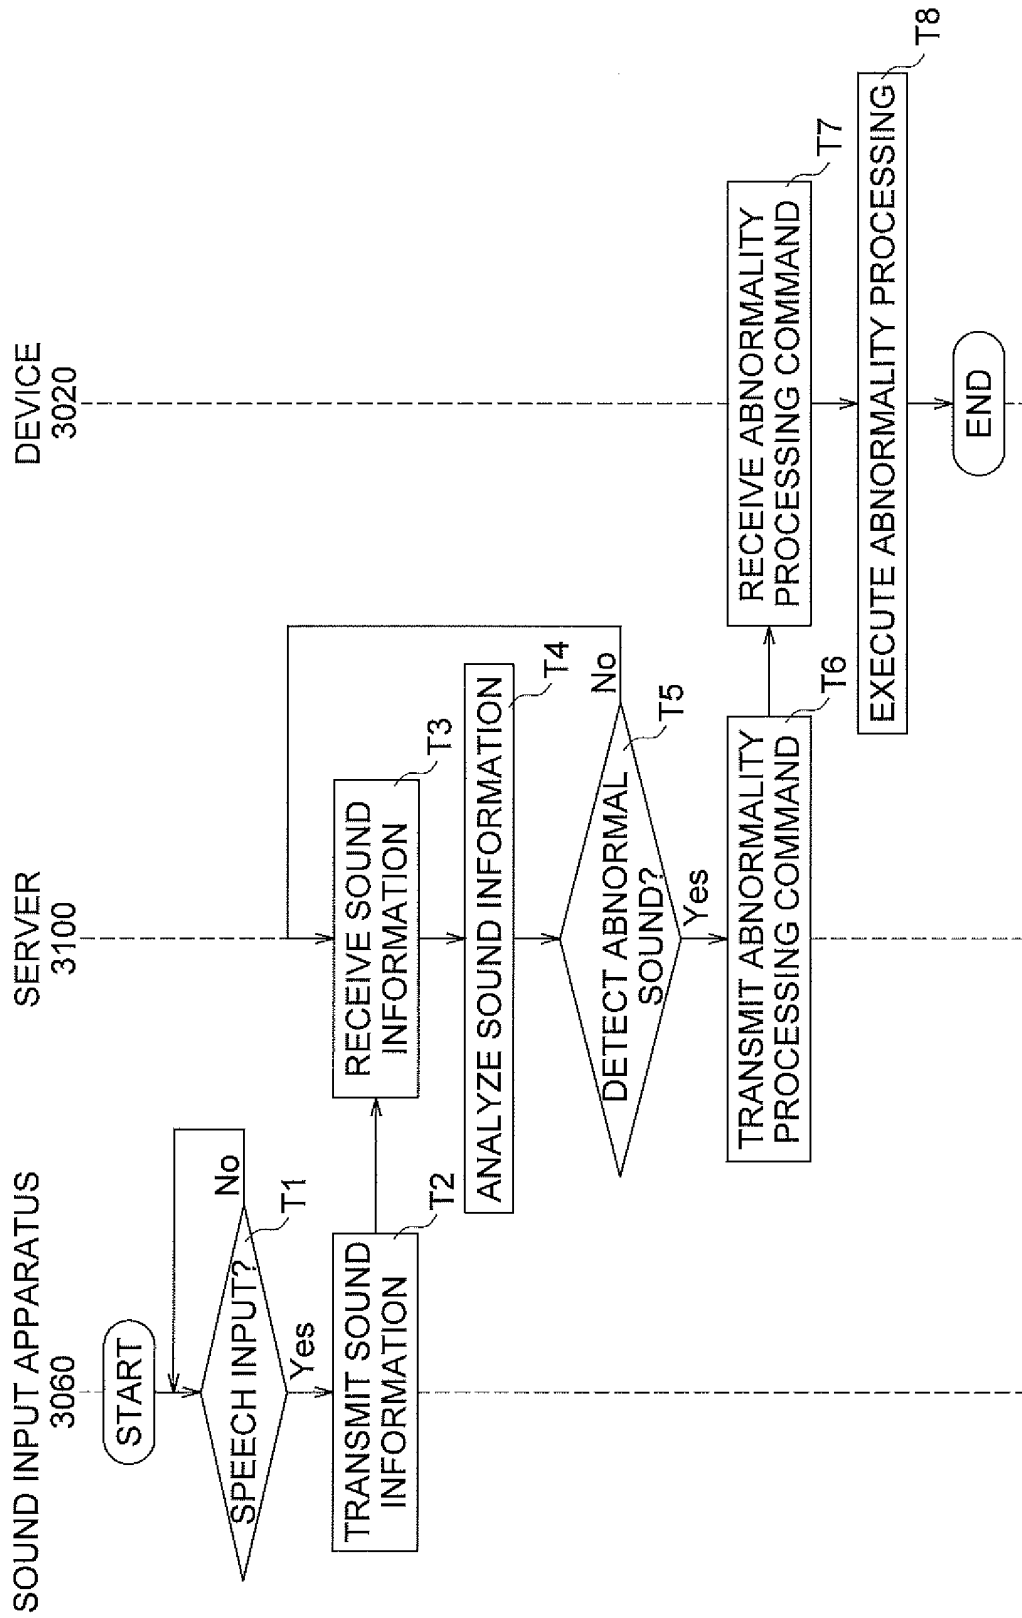 SOUND INPUT APPARATUS
3060
SERVER
3100
DEVICE
3020
START
SPEECH INPUT?
T1
No
Yes
TRANSMIT SOUND
INFORMATION
T2
RECEIVE SOUND
INFORMATION
T3
ANALYZE SOUND INFORMATION
T4
DETECT ABNORMAL
SOUND?
T5
No
Yes
TRANSMIT ABNORMALITY
PROCESSING COMMAND
T6
RECEIVE ABNORMALITY
PROCESSING COMMAND
T7
EXECUTE ABNORMALITY PROCESSING
T8
END